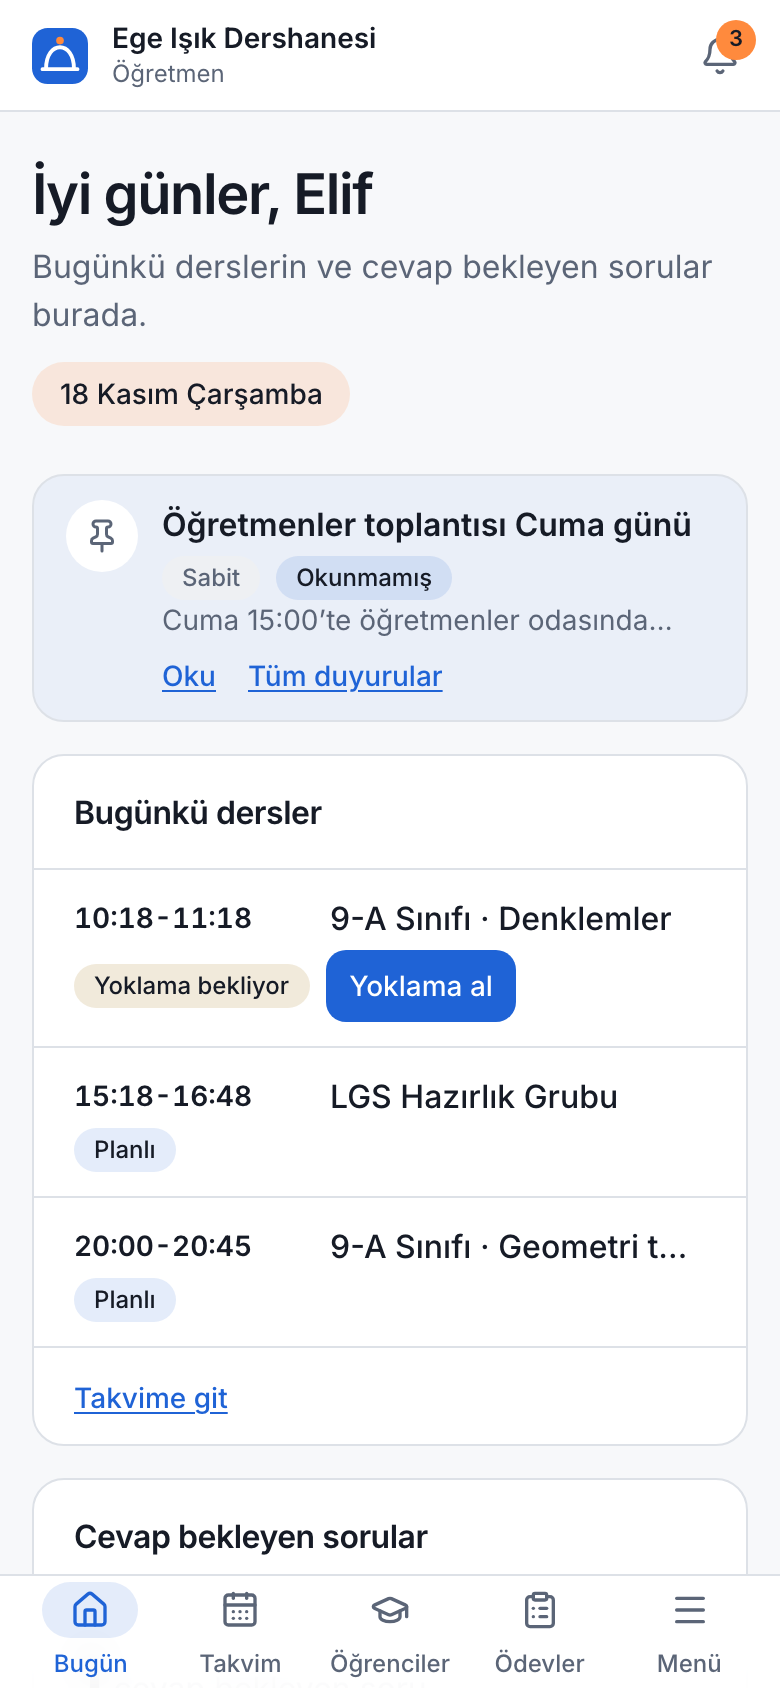 Ege Işık Dershanesi
Öğretmen
3
İyi günler, Elif
Bugünkü derslerin ve cevap bekleyen sorular
burada.
18 Kasım Çarşamba
Öğretmenler toplantısı Cuma günü
Sabit
Okunmamış
Cuma 15:00’te öğretmenler odasında...
Oku
Tüm duyurular
Bugünkü dersler
10:18-11:18
9-A Sınıfı · Denklemler
Yoklama bekliyor
Yoklama al
15:18-16:48
LGS Hazırlık Grubu
Planlı
20:00-20:45
9-A Sınıfı · Geometri t...
Planlı
Takvime git
Cevap bekleyen sorular
Bugün
Takvim
Öğrenciler
Ödevler
Menü